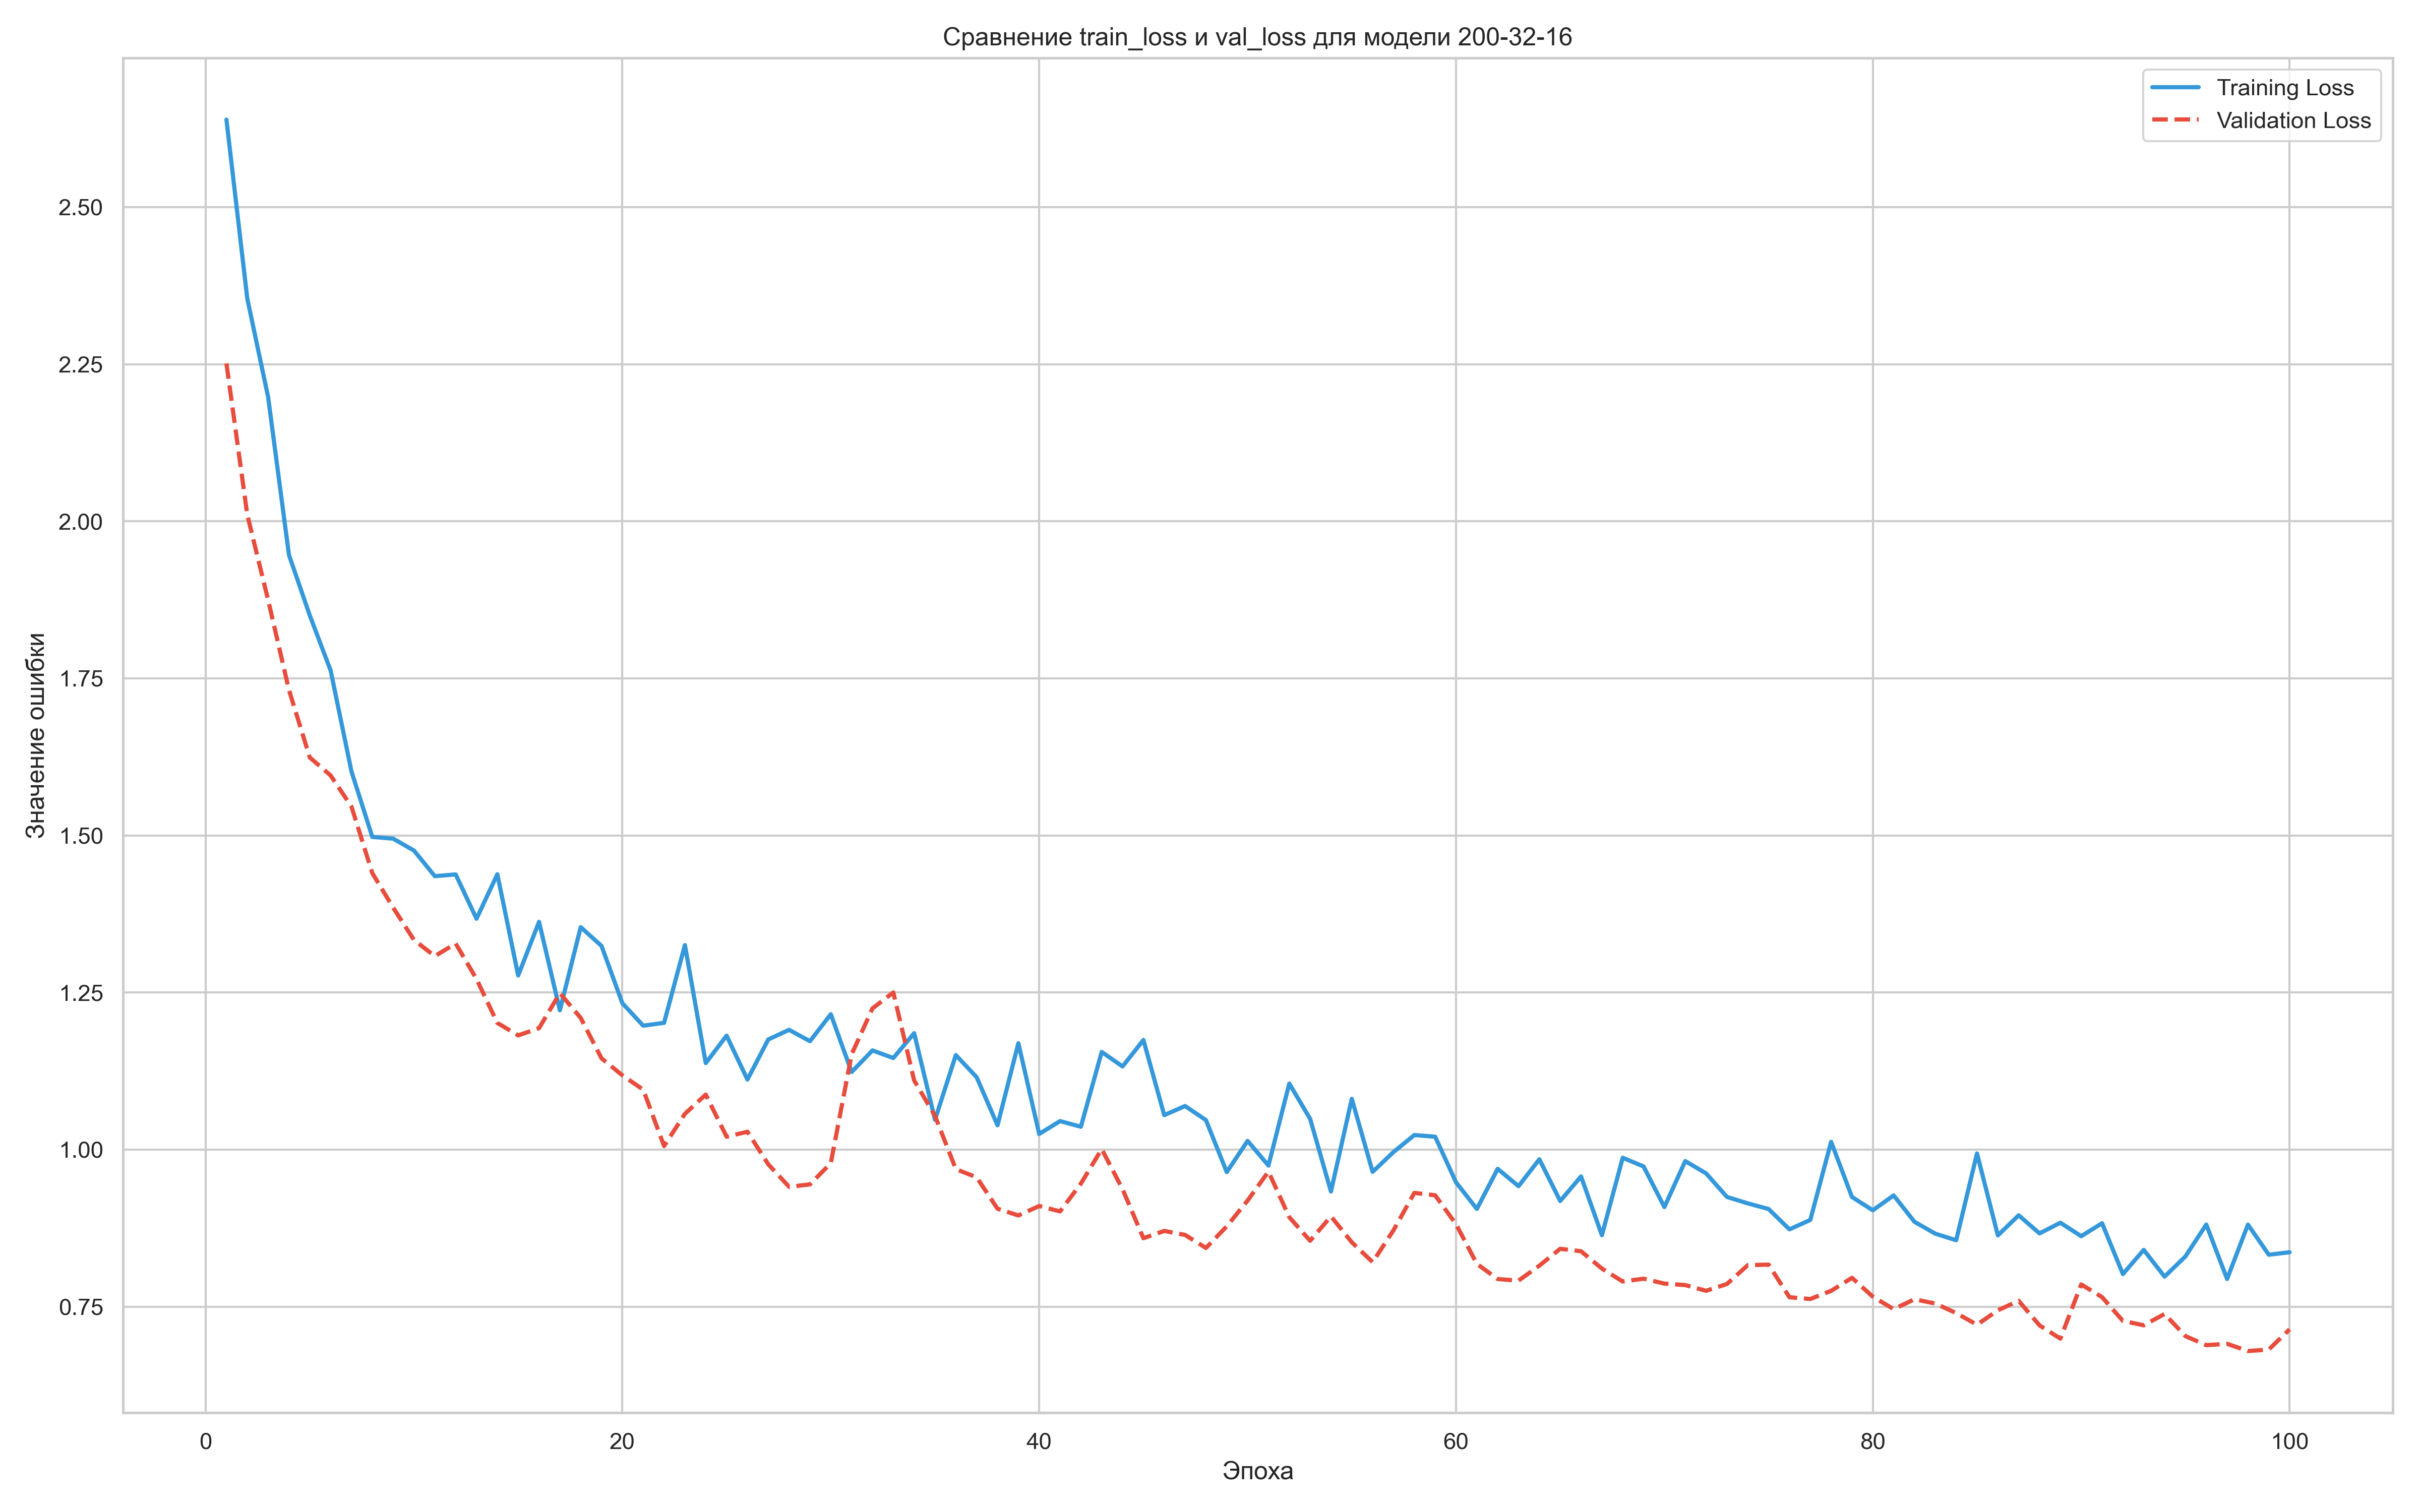 Сравнение train_loss и val_loss для модели 200-32-16
Training Loss
Validation Loss
Значение ошибки
2.50
2.25
2.00
1.75
1.50
1.25
1.00
0.75
0 20 40 60 80 100
Эпоха